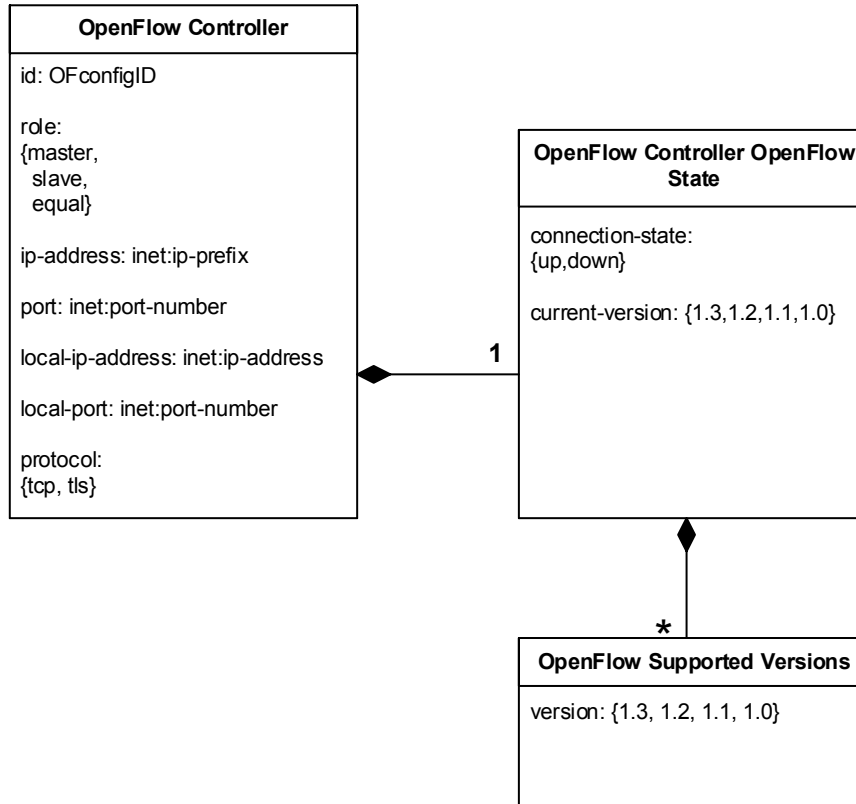 OpenFlow Controller
id: OFconfigID
role:
{master,
slave,
equal}
ip-address: inet:ip-prefix
port: inet:port-number
local-ip-address: inet:ip-address
local-port: inet:port-number
protocol:
{tcp, tls}
1
OpenFlow Controller OpenFlow
State
connection-state:
{up,down}
current-version: {1.3,1.2,1.1,1.0}
*
OpenFlow Supported Versions
version: {1.3, 1.2, 1.1, 1.0}